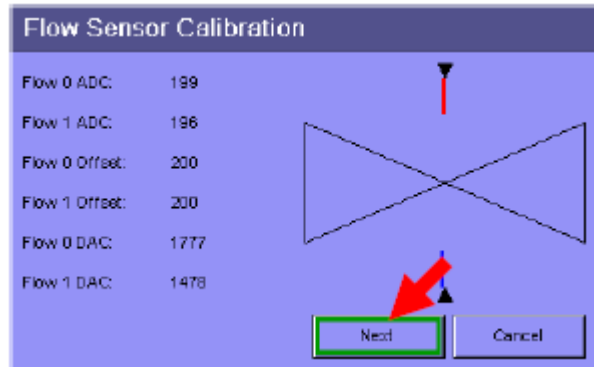 Flow Sensor Calibration
Flow 0 ADC: 199
Flow 1 ADC: 196
Flow 0 Offset: 200
Flow 1 Offset: 200
Flow 0 DAC: 1777
Flow 1 DAC: 1478
Next Cancel